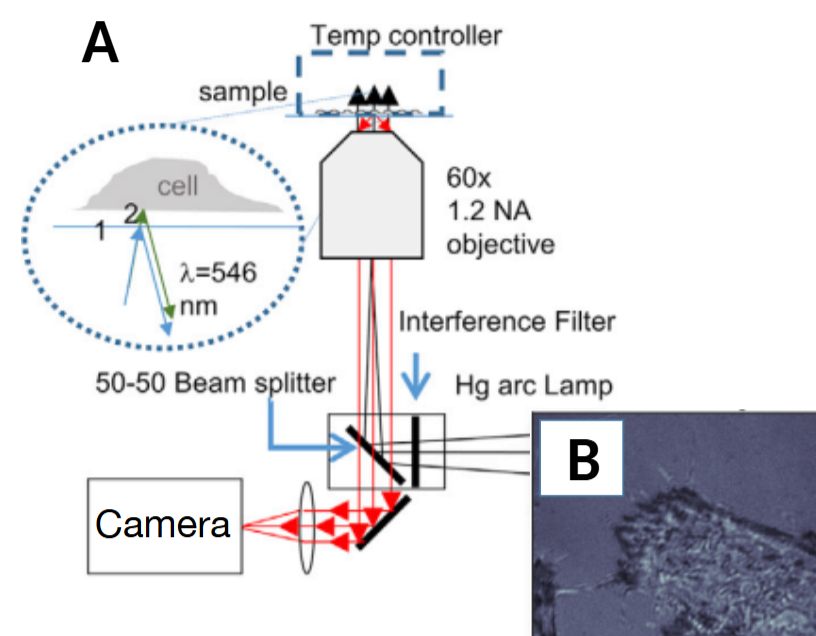 A
Temp controller
sample
cell
2
1
λ=546
nm
60x
1.2 NA
objective
Interference Filter
50-50 Beam splitter
Hg arc Lamp
B
Camera